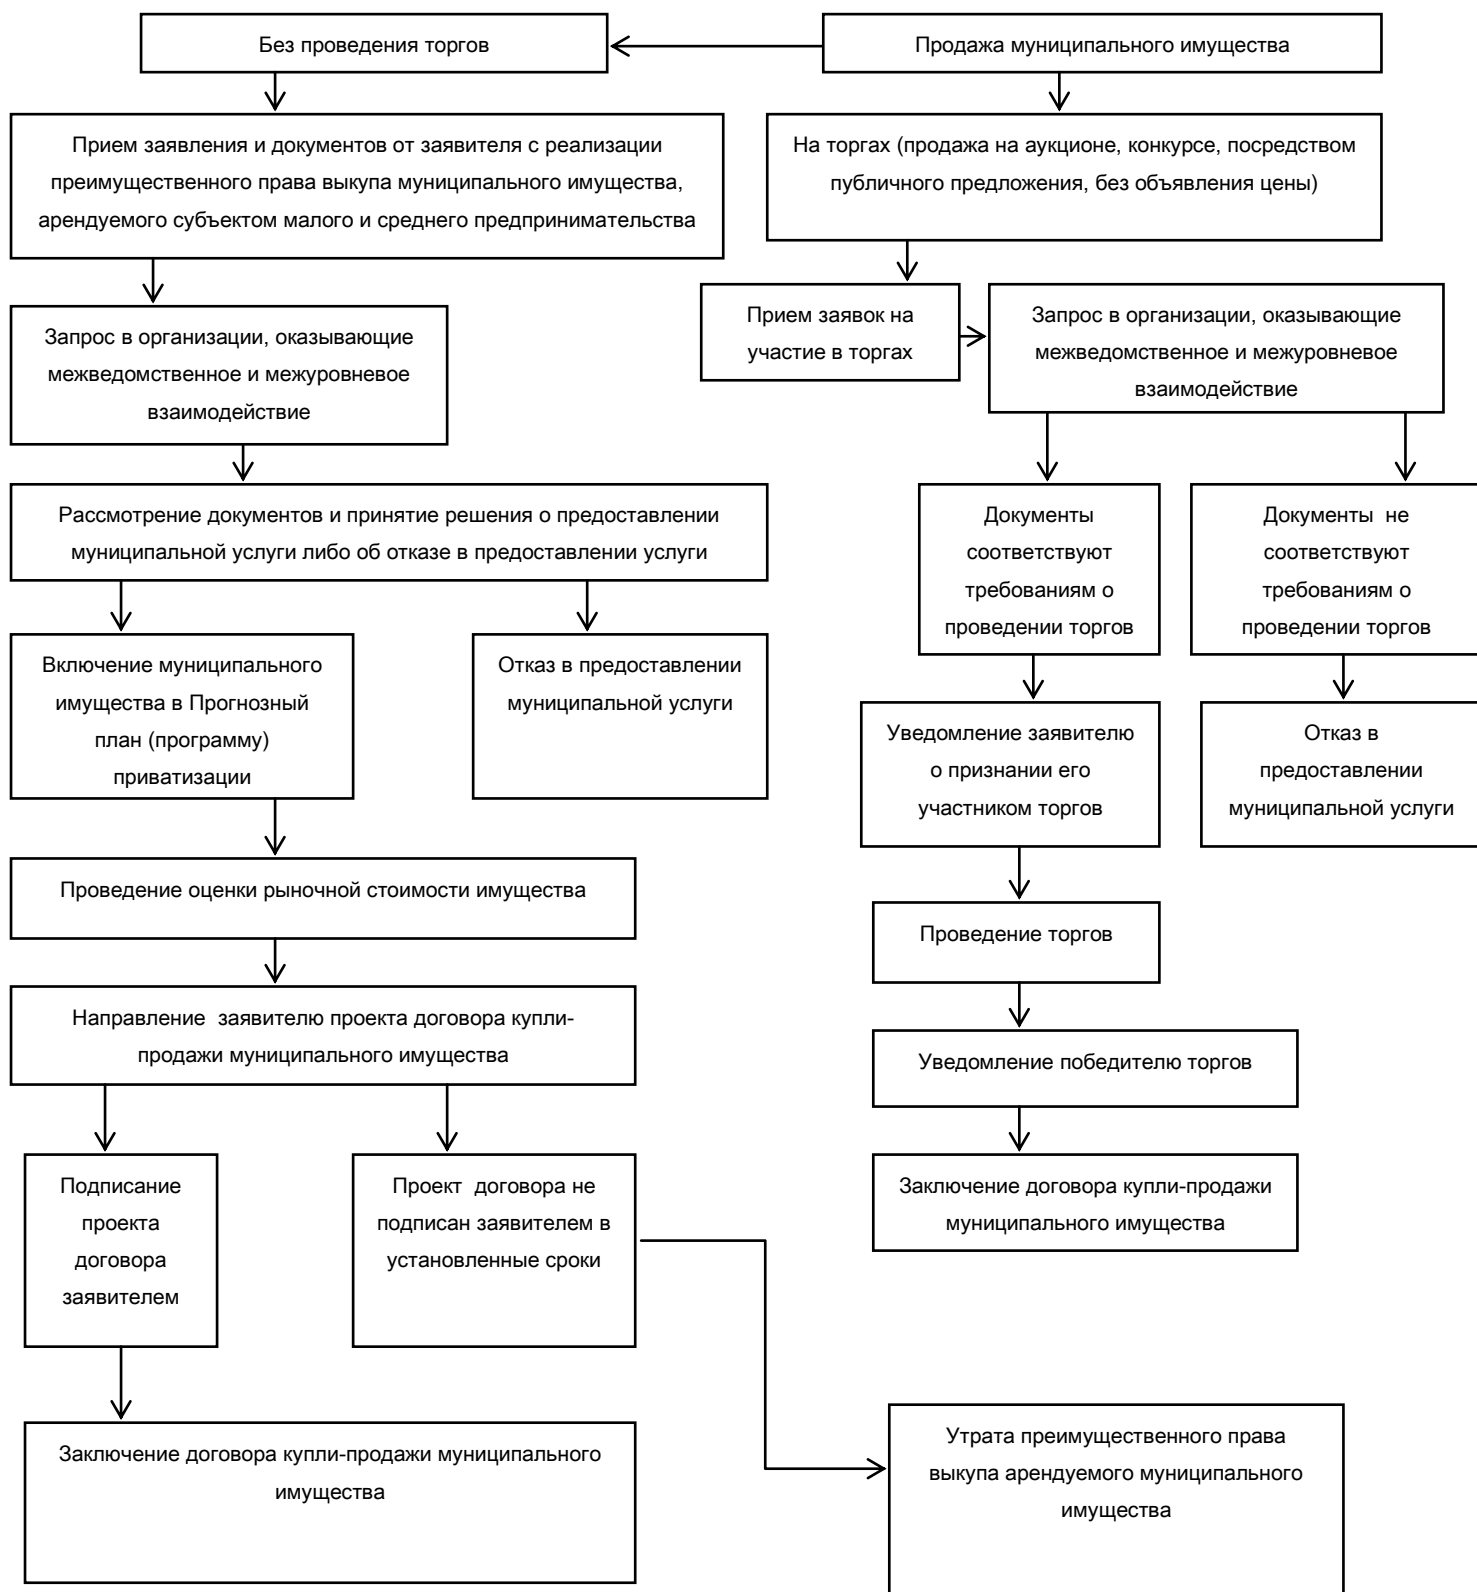 Без проведения торгов
Продажа муниципального имущества
Прием заявления и документов от заявителя с реализации
преимущественного права выкупа муниципального имущества,
арендуемого субъектом малого и среднего предпринимательства
На торгах (продажа на аукционе, конкурсе, посредством
публичного предложения, без объявления цены)
Прием заявок на
участие в торгах
Запрос в организации, оказывающие
межведомственное и межуровневое
взаимодействие
Запрос в организации, оказывающие
межведомственное и межуровневое
взаимодействие
Рассмотрение документов и принятие решения о предоставлении
муниципальной услуги либо об отказе в предоставлении услуги
Документы
соответствуют
требованиям о
проведении торгов
Документы не
соответствуют
требованиям о
проведении торгов
Включение муниципального
имущества в Прогнозный
план (программу)
приватизации
Отказ в предоставлении
муниципальной услуги
Уведомление заявителю
о признании его
участником торгов
Отказ в
предоставлении
муниципальной услуги
Проведение оценки рыночной стоимости имущества
Проведение торгов
Направление заявителю проекта договора купли-
продажи муниципального имущества
Уведомление победителю торгов
Подписание
проекта
договора
заявителем
Проект договора не
подписан заявителем в
установленные сроки
Заключение договора купли-продажи
муниципального имущества
Заключение договора купли-продажи муниципального
имущества
Утрата преимущественного права
выкупа арендуемого муниципального
имущества